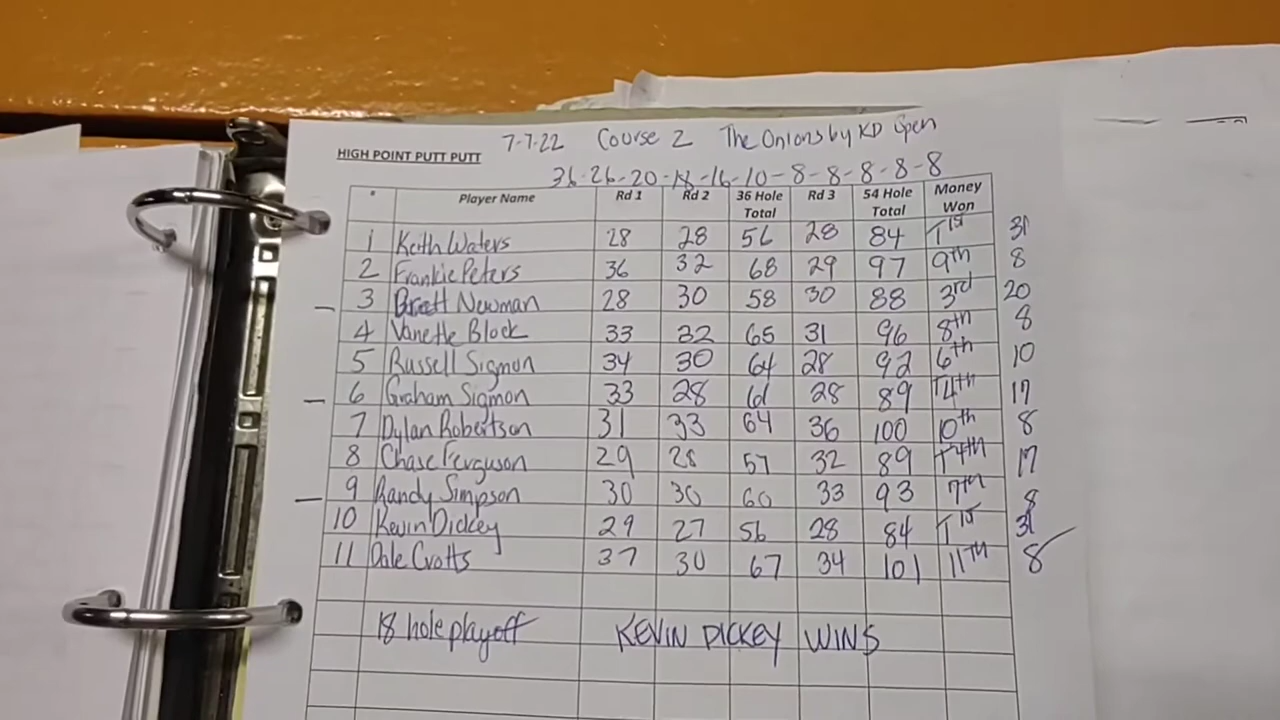 7-7-22 Course 2 The Onions by KD Open
HIGH POINT PUTT PUTT
36-26-20-18-16-10-8-8-8-8-8
* Player Name Rd 1 Rd 2 36 Hole Total Rd 3 54 Hole Total Money Won
1 Keith Waters 28 28 56 28 84 T1st 31
2 Frankie Peters 36 32 68 29 97 9th 8
3 Brett Newman 28 30 58 30 88 3rd 20
4 Vanette Block 33 32 65 31 96 8th 8
5 Russell Sigmon 34 30 64 28 92 6th 10
6 Graham Sigmon 33 28 61 28 89 T4th 17
7 Dylan Robertson 31 33 64 36 100 10th 8
8 Chase Ferguson 29 28 57 32 89 T4th 17
9 Randy Simpson 30 30 60 33 93 7th 8
10 Kevin Dickey 29 27 56 28 84 T1st 31
11 Dale Crotts 37 30 67 34 101 11TH 8
18 hole playoff KEVIN DICKEY WINS